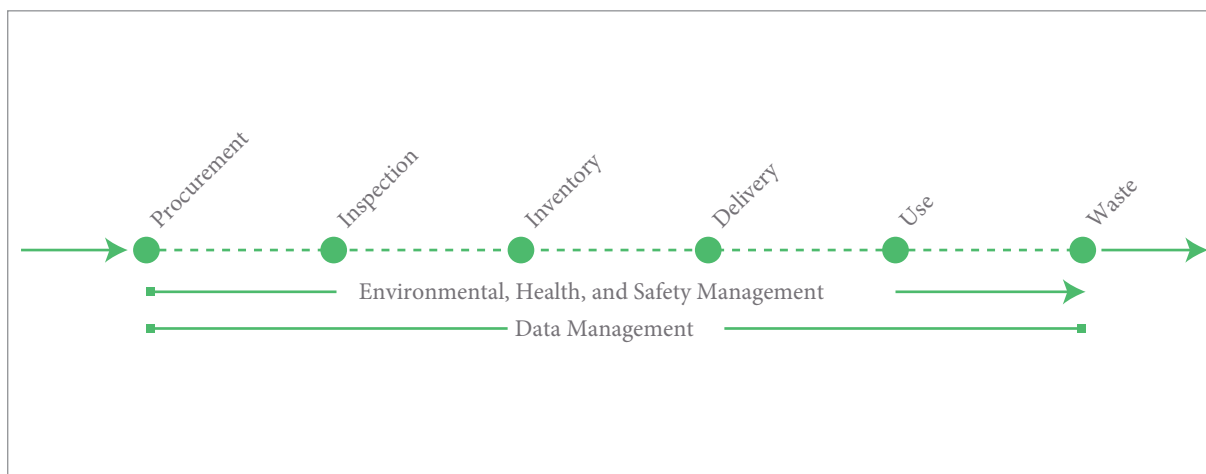 Procurement
Inspection
Inventory
Delivery
Use
Waste
Environmental, Health, and Safety Management
Data Management